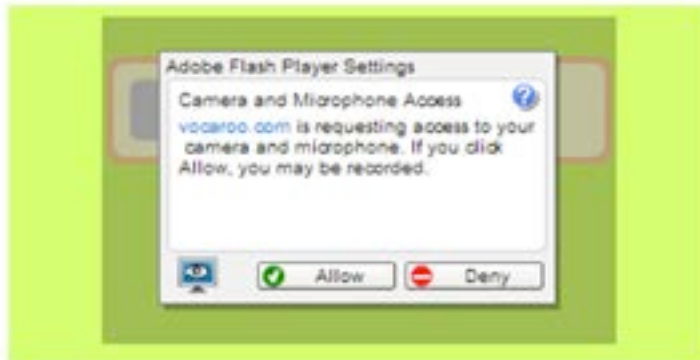 Adobe Flash Player Settings
Camera and Microphone Access
vocaroo.com is requesting access to your
camera and microphone. If you click
Allow, you may be recorded.
Allow
Deny